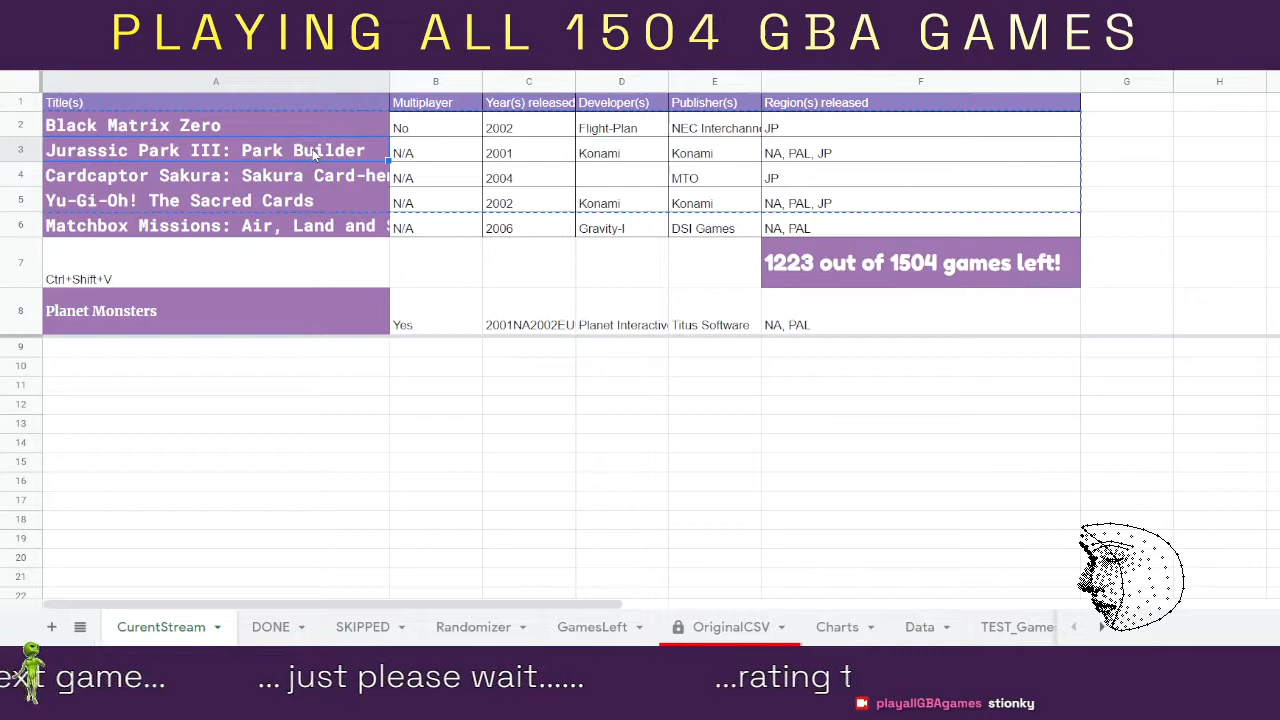 PLAYING ALL 1504 GBA GAMES
A B C D E F G H
1 Title(s) Multiplayer Year(s) released Developer(s) Publisher(s) Region(s) released
2 Black Matrix Zero No 2002 Flight-Plan NEC Interchann JP
3 Jurassic Park III: Park Builder N/A 2001 Konami Konami NA, PAL, JP
4 Cardcaptor Sakura: Sakura Card-he N/A 2004 MTO JP
5 Yu-Gi-Oh! The Sacred Cards N/A 2002 Konami Konami NA, PAL, JP
6 Matchbox Missions: Air, Land and N/A 2006 Gravity-I DSI Games NA, PAL
7 Ctrl+Shift+V 1223 out of 1504 games left!
8 Planet Monsters Yes 2001NA2002EU Planet Interactiv Titus Software NA, PAL
9
10
11
12
13
14
15
16
17
18
19
20
21
22
+ CurentStream DONE SKIPPED Randomizer GamesLeft OriginalCSV Charts Data TEST_Game
ext game... ... just please wait...... ...rating t
playallGBAgames stionky